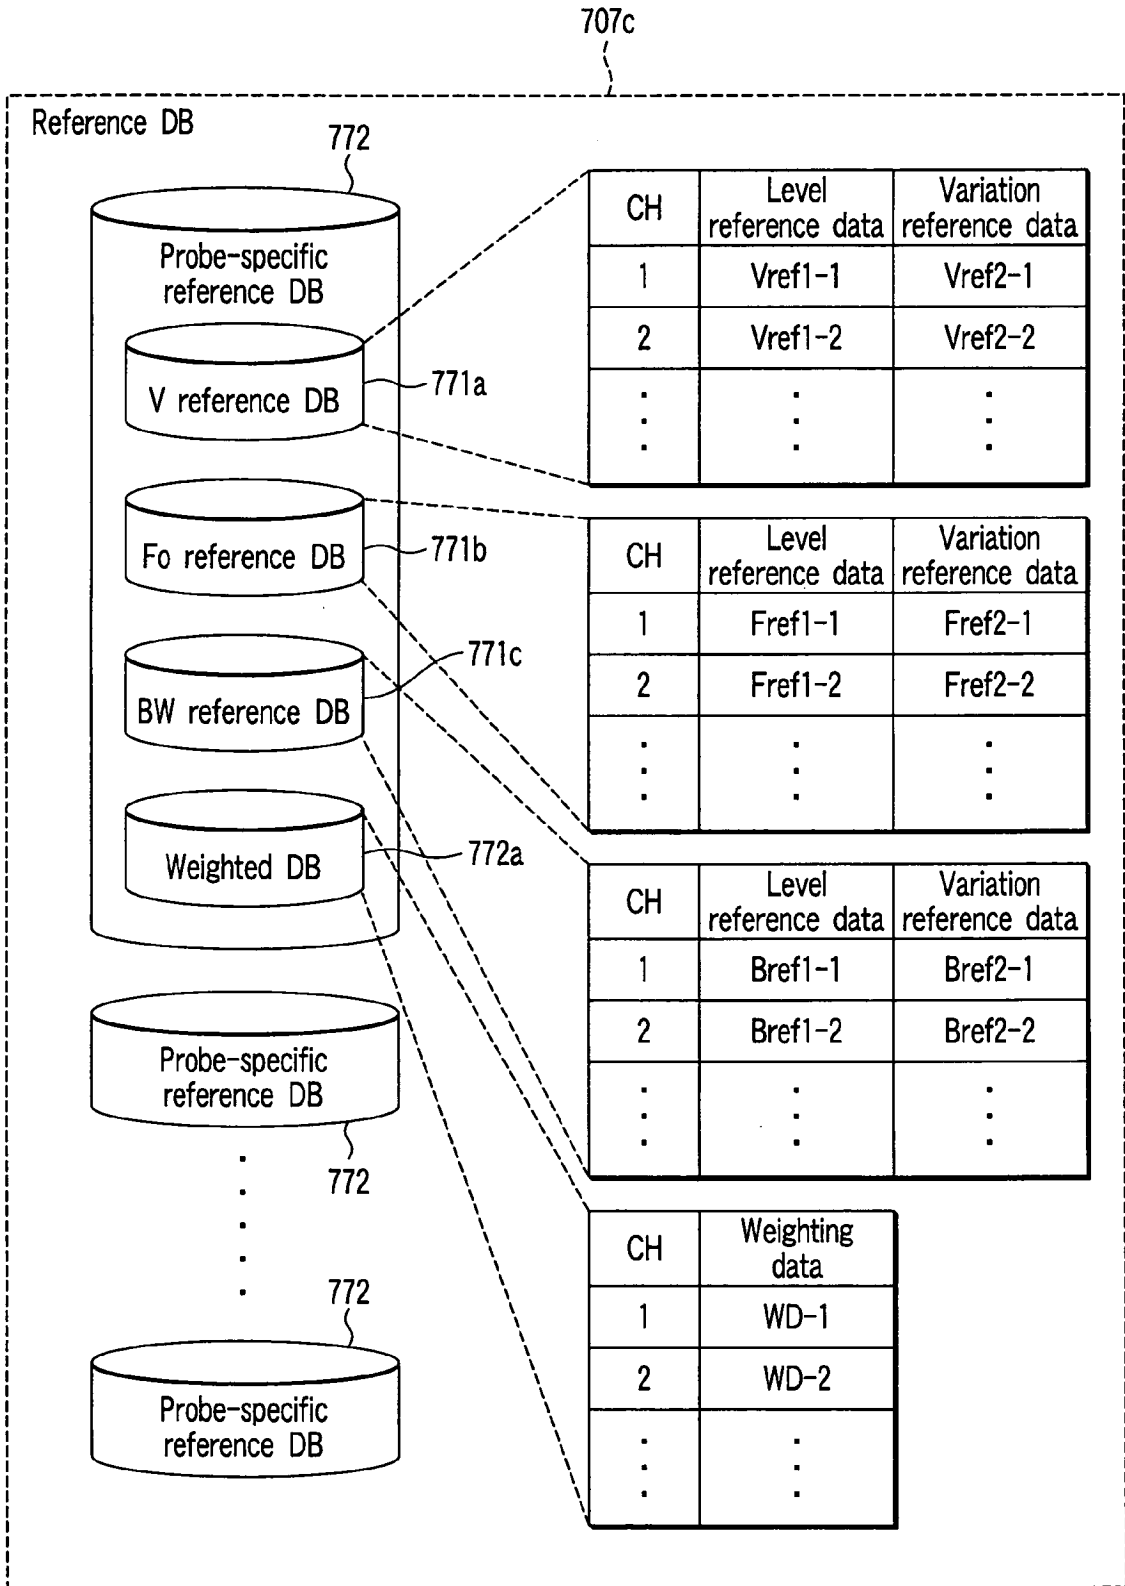 707c
Reference DB
772
Probe-specific
reference DB
V reference DB
771a
Fo reference DB
771b
BW reference DB
771c
Weighted DB
772a
Probe-specific
reference DB
772
772
Probe-specific
reference DB
CH Level reference data Variation reference data
1 Vref1-1 Vref2-1
2 Vref1-2 Vref2-2
CH Level reference data Variation reference data
1 Fref1-1 Fref2-1
2 Fref1-2 Fref2-2
CH Level reference data Variation reference data
1 Bref1-1 Bref2-1
2 Bref1-2 Bref2-2
CH Weighting data
1 WD-1
2 WD-2